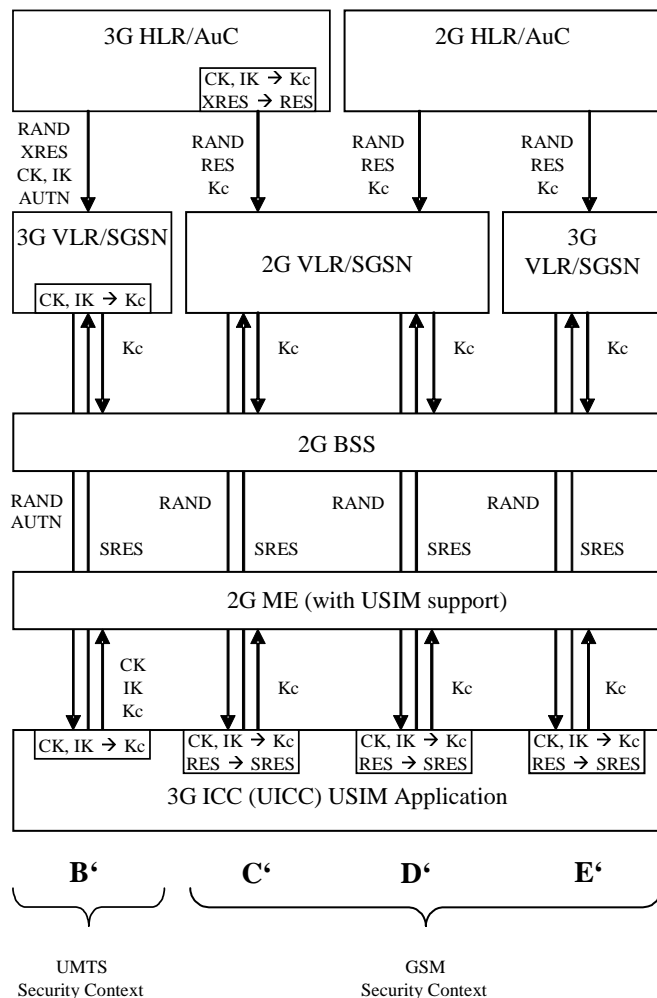 3G HLR/AuC
2G HLR/AuC
CK, IK → Kc
XRES → RES
RAND
XRES
CK, IK
AUTN
RAND
RES
Kc
RAND
RES
Kc
RAND
RES
Kc
3G VLR/SGSN
CK, IK → Kc
2G VLR/SGSN
3G
VLR/SGSN
Kc
Kc
Kc
Kc
2G BSS
RAND
AUTN
SRES
RAND
SRES
RAND
SRES
RAND
SRES
2G ME (with USIM support)
CK
IK
Kc
Kc
Kc
Kc
CK, IK → Kc
CK, IK → Kc
RES → SRES
CK, IK → Kc
RES → SRES
CK, IK → Kc
RES → SRES
3G ICC (UICC) USIM Application
B‘
C‘
D‘
E‘
UMTS
Security Context
GSM
Security Context